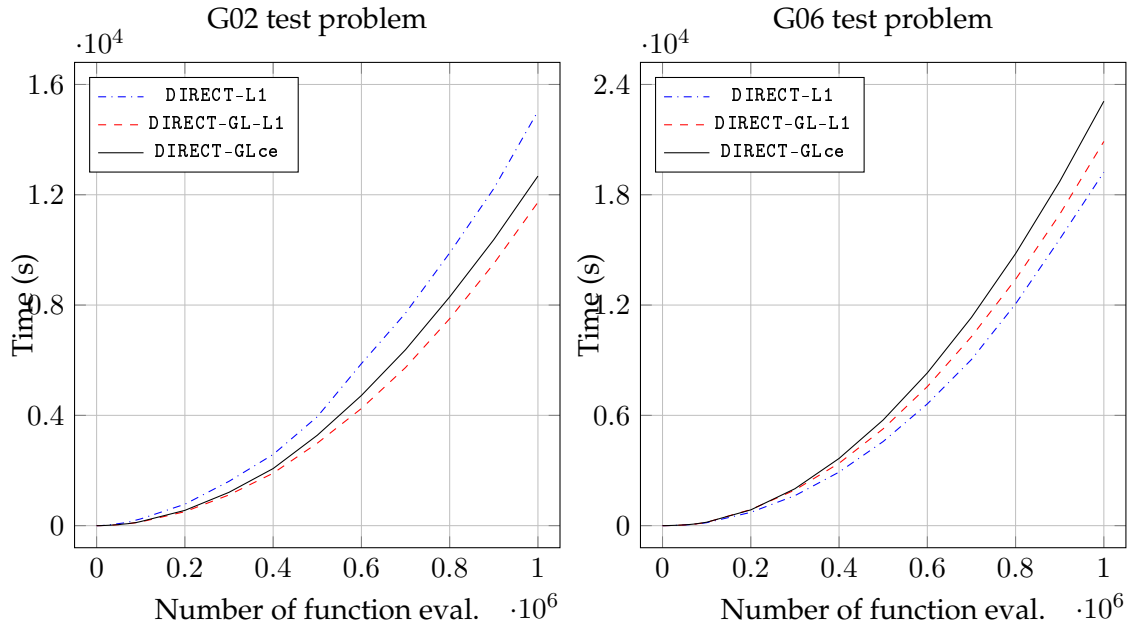 G02 test problem
·10^4
1.6
1.2
0.8
0.4
0
Time (s)
DIRECT-L1
DIRECT-GL-L1
DIRECT-GLce
0 0.2 0.4 0.6 0.8 1
Number of function eval. ·10^6
G06 test problem
·10^4
2.4
1.8
1.2
0.6
0
Time (s)
DIRECT-L1
DIRECT-GL-L1
DIRECT-GLce
0 0.2 0.4 0.6 0.8 1
Number of function eval. ·10^6